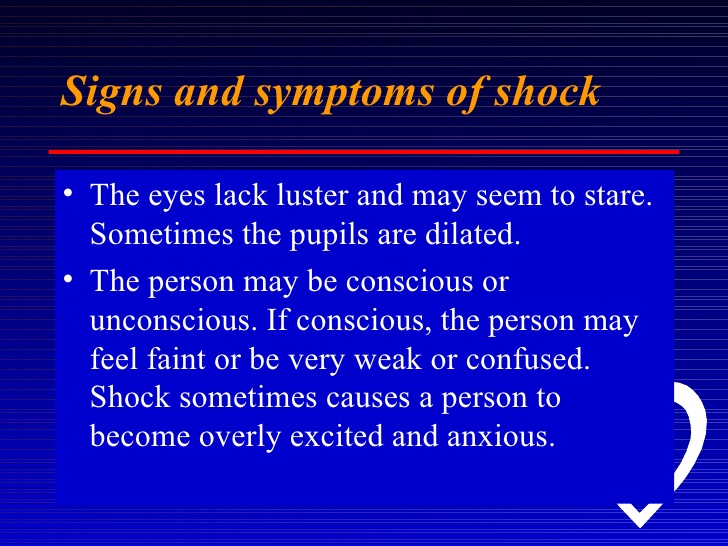 Signs and symptoms of shock
• The eyes lack luster and may seem to stare.
Sometimes the pupils are dilated.
• The person may be conscious or
unconscious. If conscious, the person may
feel faint or be very weak or confused.
Shock sometimes causes a person to
become overly excited and anxious.